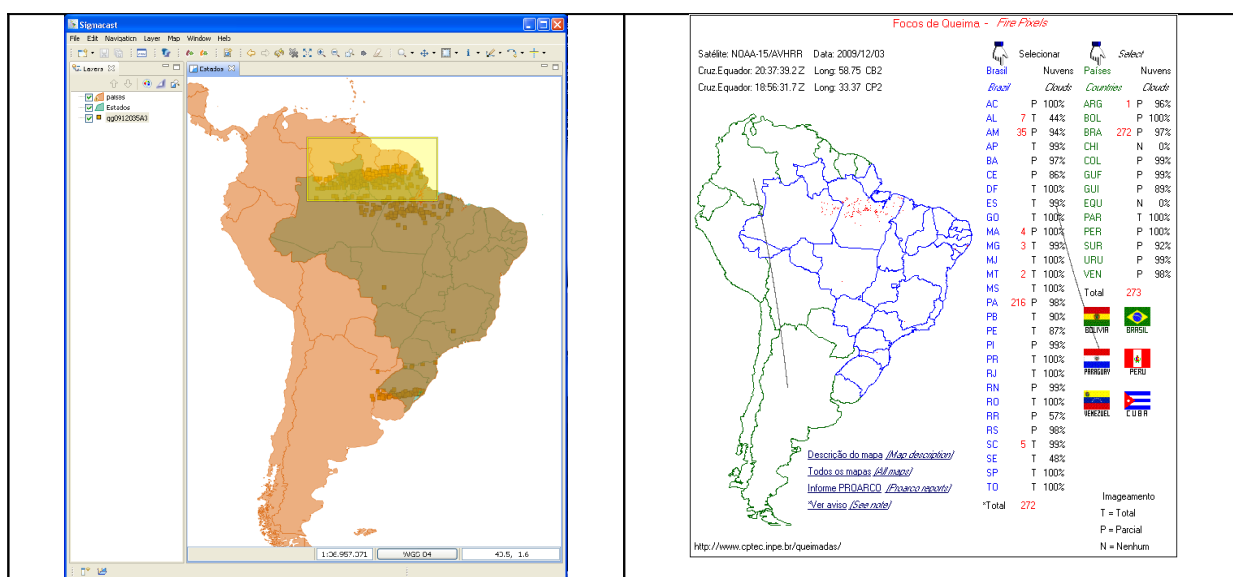 Sigmacast
File Edit Navigation Layer Map Window Help
Layers
Estados
países
Estados
qg0912035A3
WGS 84
43.5, 1.6
Focos de Queima - Fire Pixels
Satélite: NOAA-15/AVHRR Data: 2009/12/03
Cruz.Equador: 20:37:39.2 Z Long: 58.75 CB2
Cruz.Equador: 18:56:31.7 Z Long: 33.37 CP2
Selecionar Select
Brasil Nuvens Países Nuvens
Brazil Clouds Countries Clouds
AC P 100% ARG 1 P 96%
AL 7 T 44% BOL P 100%
AM 35 P 94% BRA 272 P 97%
AP T 99% CHI N 0%
BA P 97% COL P 99%
CE P 86% GUF P 99%
DF T 100% GUI P 89%
ES T 99% EQU N 0%
GO T 100% PAR T 100%
MA 4 P 100% PER P 100%
MG 3 T 99% SUR P 92%
MJ T 100% URU P 99%
MT 2 T 100% VEN P 98%
MS T 100% Total 273
PA 216 P 98%
PB T 90%
PE T 87%
PI P 99%
PR T 100%
RJ T 100%
RN P 99%
RO T 100%
RR P 57%
RS P 98%
SC 5 T 99%
SE T 48%
SP T 100%
TO T 100%
*Total 272
BOLIVIA BRASIL
PARAGUAY PERU
VENEZUEL CUBA
Descrição do mapa (Map description)
Todos os mapas (All maps)
Informe PROARCO (Proarco reports)
*Ver aviso (See note)
Imageamento
T = Total
P = Parcial
N = Nenhum
http://www.cptec.inpe.br/queimadas/